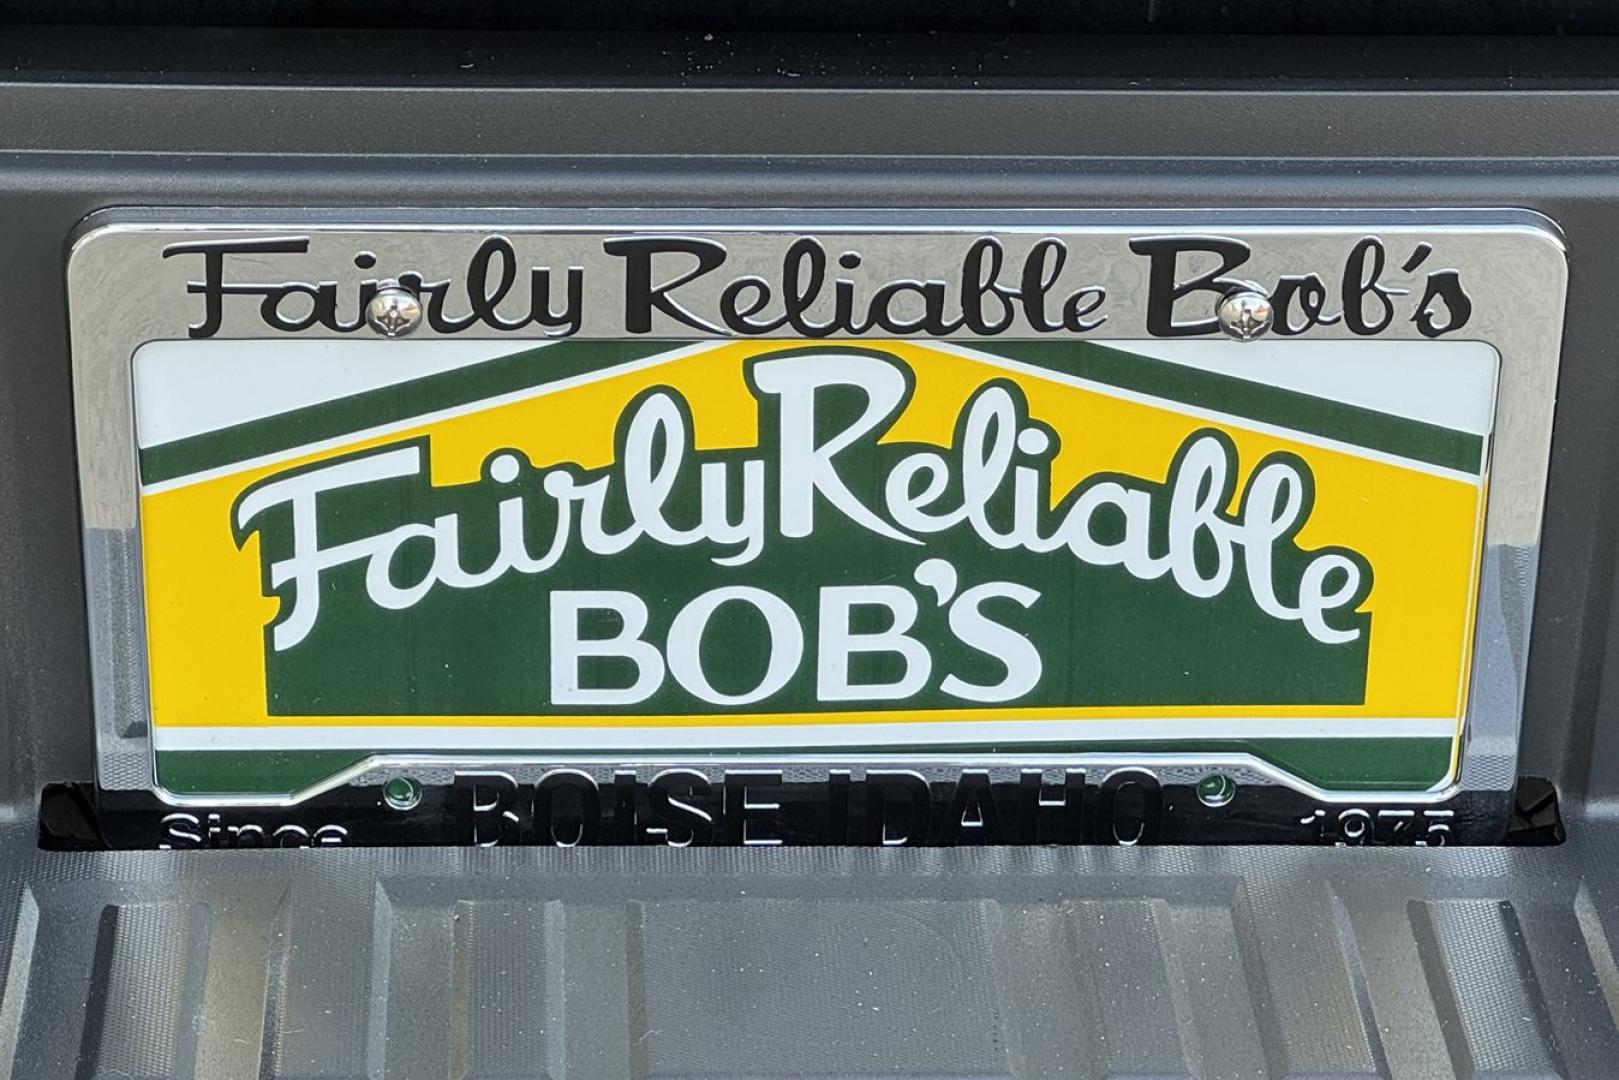 Fairly Reliable Bob's
Fairly Reliable
BOB'S
Since BOISE IDAHO 1975